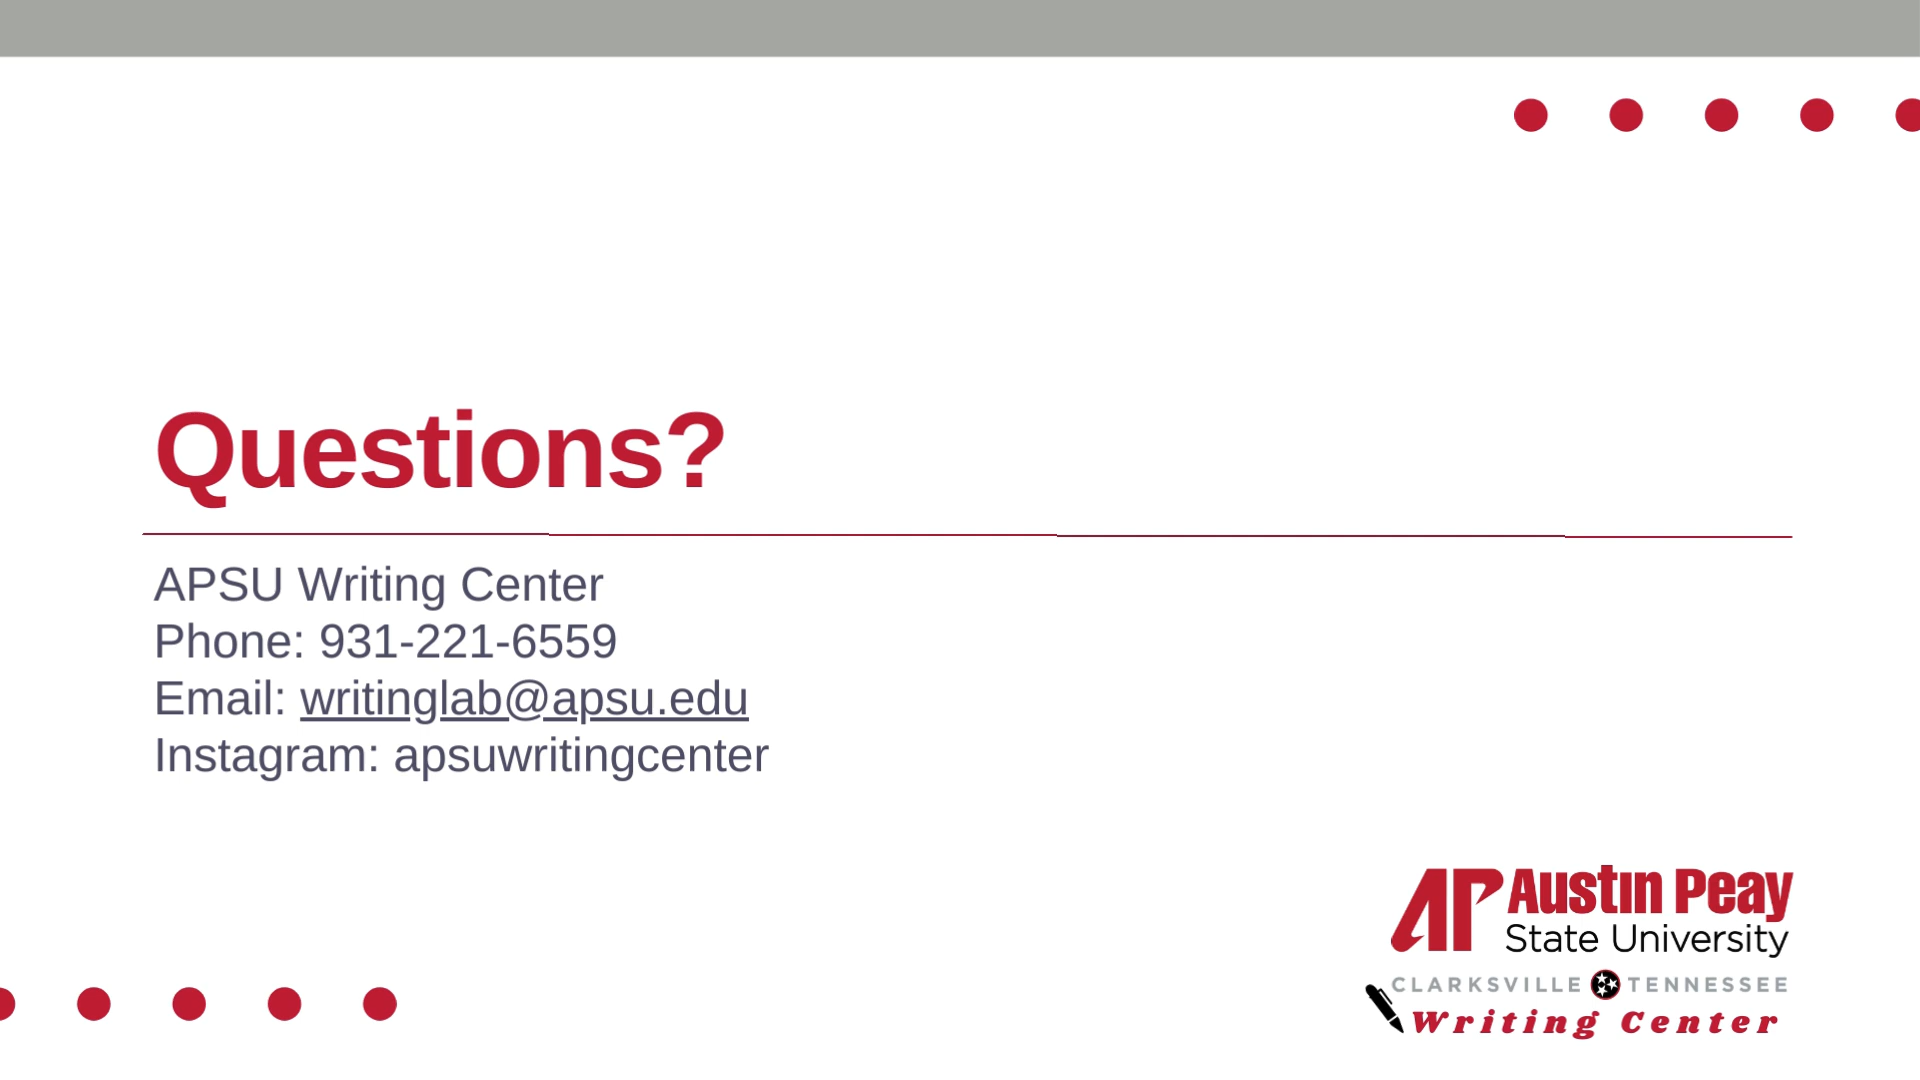 Questions?
APSU Writing Center
Phone: 931-221-6559
Email: writinglab@apsu.edu
Instagram: apsuwritingcenter
AP Austin Peay
State University
CLARKSVILLE TENNESSEE
Writing Center